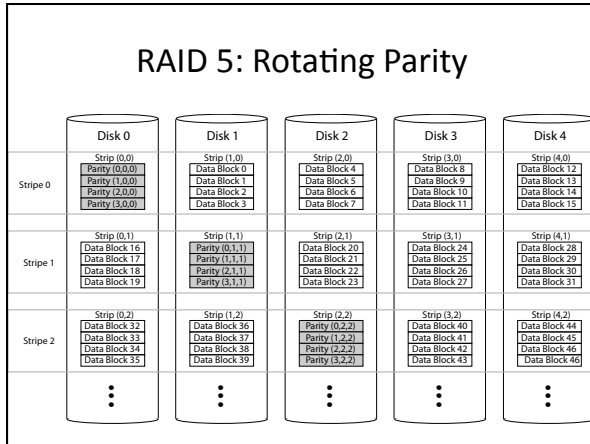 RAID 5: Rotating Parity
Disk 0 Disk 1 Disk 2 Disk 3 Disk 4
Stripe 0
Strip (0,0) Strip (1,0) Strip (2,0) Strip (3,0) Strip (4,0)
Parity (0,0,0) Data Block 0 Data Block 4 Data Block 8 Data Block 12
Parity (1,0,0) Data Block 1 Data Block 5 Data Block 9 Data Block 13
Parity (2,0,0) Data Block 2 Data Block 6 Data Block 10 Data Block 14
Parity (3,0,0) Data Block 3 Data Block 7 Data Block 11 Data Block 15
Stripe 1
Strip (0,1) Strip (1,1) Strip (2,1) Strip (3,1) Strip (4,1)
Data Block 16 Parity (0,1,1) Data Block 20 Data Block 24 Data Block 28
Data Block 17 Parity (1,1,1) Data Block 21 Data Block 25 Data Block 29
Data Block 18 Parity (2,1,1) Data Block 22 Data Block 26 Data Block 30
Data Block 19 Parity (3,1,1) Data Block 23 Data Block 27 Data Block 31
Stripe 2
Strip (0,2) Strip (1,2) Strip (2,2) Strip (3,2) Strip (4,2)
Data Block 32 Data Block 36 Parity (0,2,2) Data Block 40 Data Block 44
Data Block 33 Data Block 37 Parity (1,2,2) Data Block 41 Data Block 45
Data Block 34 Data Block 38 Parity (2,2,2) Data Block 42 Data Block 46
Data Block 35 Data Block 39 Parity (3,2,2) Data Block 43 Data Block 46